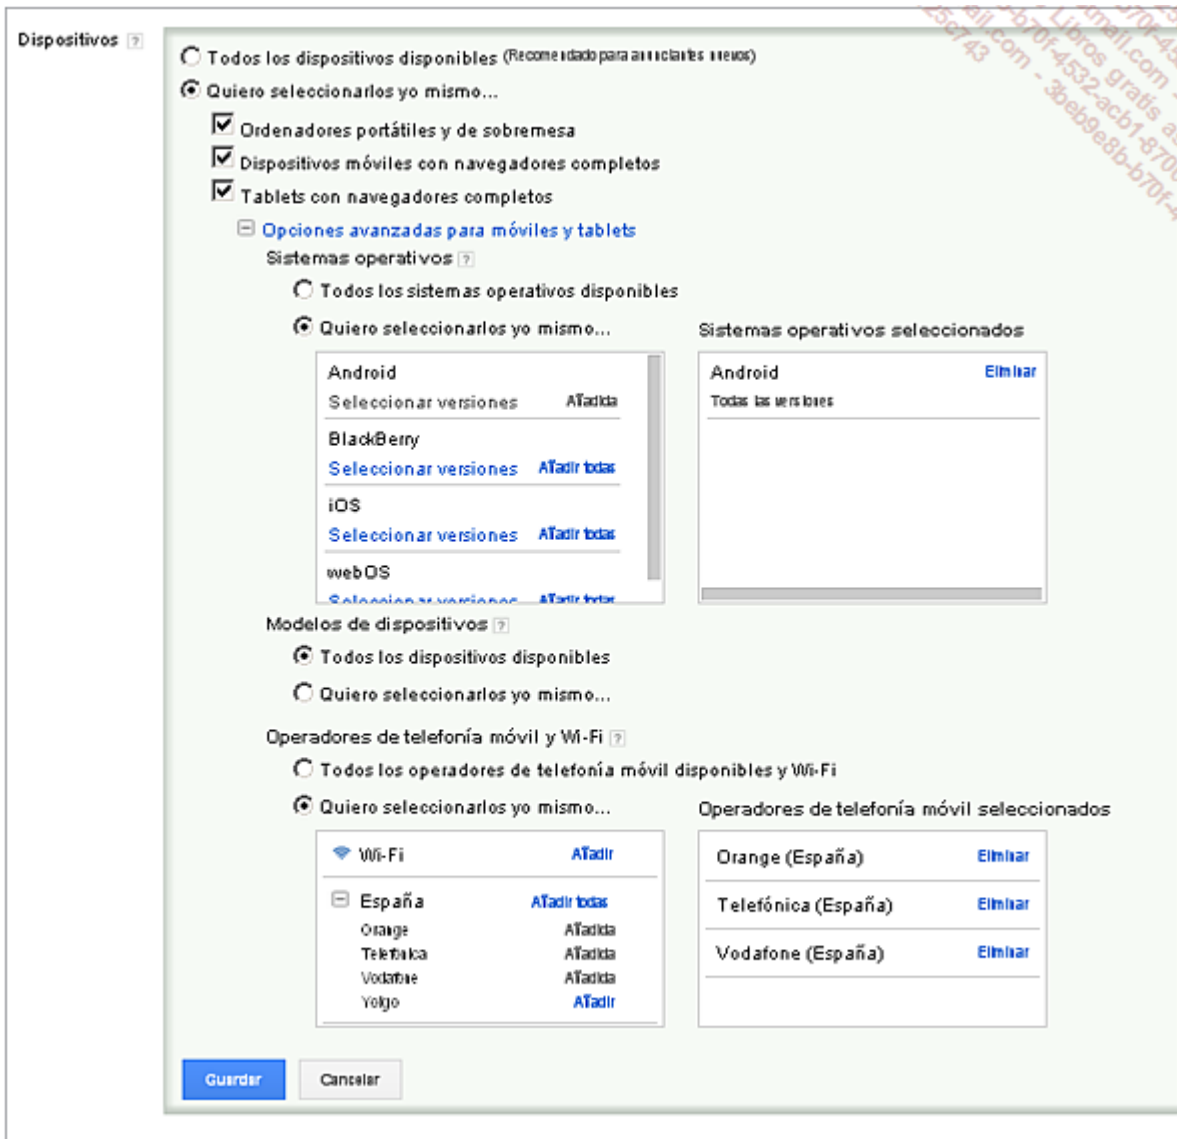 Dispositivos ?
Todos los dispositivos disponibles (Recomendado para anunciantes nuevos)
Quiero seleccionarlos yo mismo...
Ordenadores portátiles y de sobremesa
Dispositivos móviles con navegadores completos
Tablets con navegadores completos
Opciones avanzadas para móviles y tablets
Sistemas operativos ?
Todos los sistemas operativos disponibles
Quiero seleccionarlos yo mismo...
Sistemas operativos seleccionados
Android
Seleccionar versiones Añadida
BlackBerry
Seleccionar versiones Añadir todas
iOS
Seleccionar versiones Añadir todas
webOS
Seleccionar versiones Añadir todas
Android Eliminar
Todas las versiones
Modelos de dispositivos ?
Todos los dispositivos disponibles
Quiero seleccionarlos yo mismo...
Operadores de telefonía móvil y Wi-Fi ?
Todos los operadores de telefonía móvil disponibles y Wi-Fi
Quiero seleccionarlos yo mismo...
Operadores de telefonía móvil seleccionados
Wi-Fi Añadir
España Añadir todas
Orange Añadida
Telefónica Añadida
Vodafone Añadida
Yoigo Añadir
Orange (España) Eliminar
Telefónica (España) Eliminar
Vodafone (España) Eliminar
Guardar
Cancelar